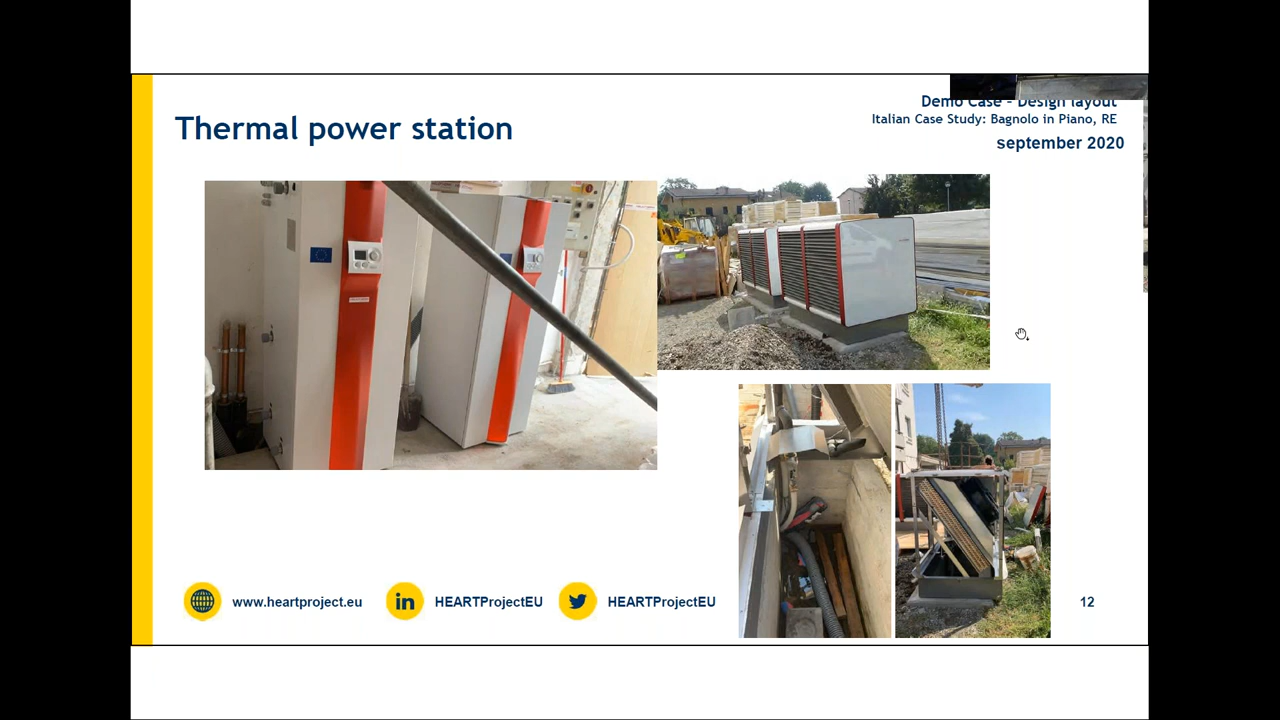 Thermal power station
Demo Case - Design layout
Italian Case Study: Bagnolo in Piano, RE
september 2020
www.heartproject.eu
in
HEARTProjectEU
HEARTProjectEU
12